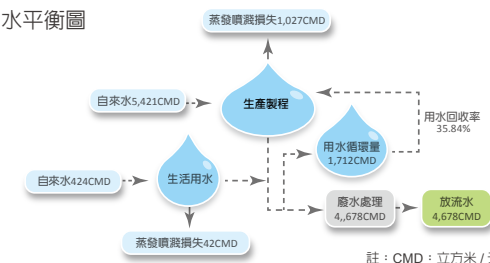 水平衡圖
蒸發噴濺損失1,027CMD
自來水5,421CMD
生產製程
用水回收率
35.84%
用水循環量
1,712CMD
自來水424CMD
生活用水
廢水處理
4,,678CMD
放流水
4,678CMD
蒸發噴濺損失42CMD
註：CMD：立方米 /